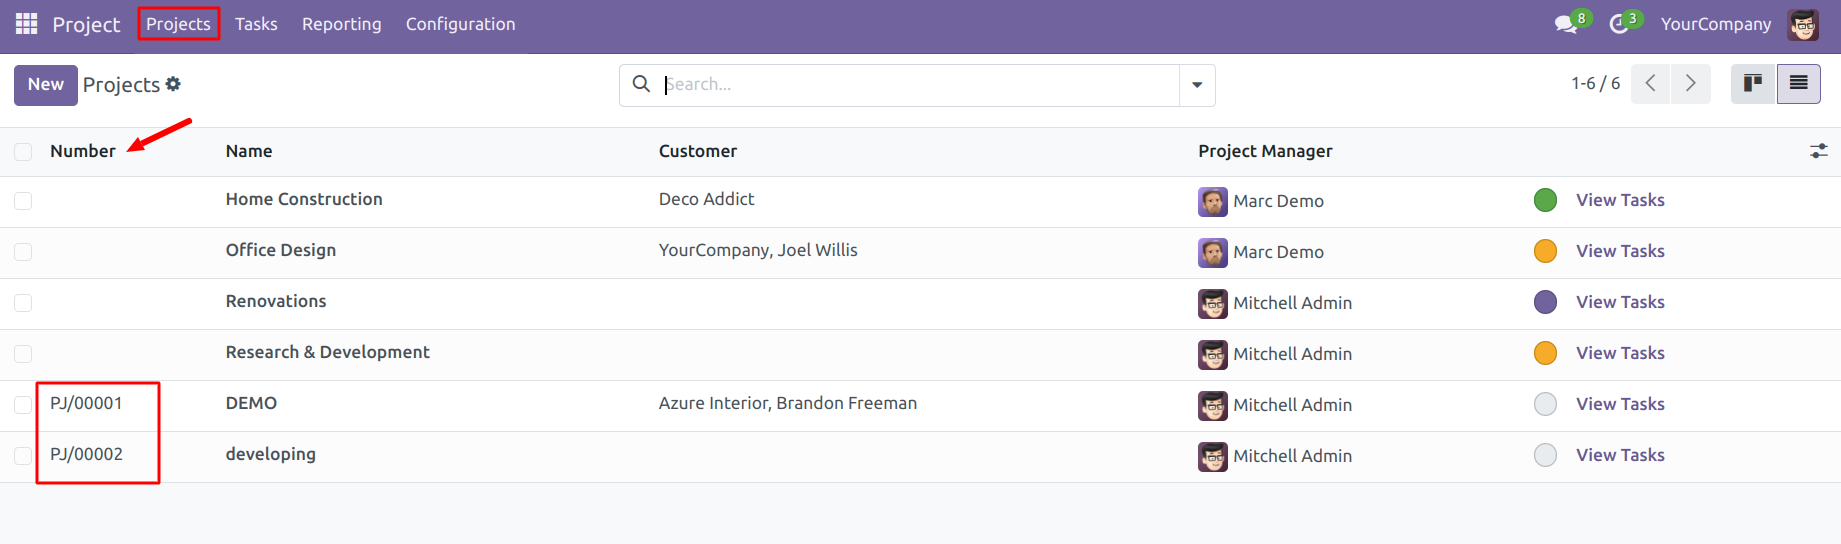 Project Projects Tasks Reporting Configuration 8 3 YourCompany
New Projects Search... 1-6 / 6
Number Name Customer Project Manager
Home Construction Deco Addict Marc Demo View Tasks
Office Design YourCompany, Joel Willis Marc Demo View Tasks
Renovations Mitchell Admin View Tasks
Research & Development Mitchell Admin View Tasks
PJ/00001 DEMO Azure Interior, Brandon Freeman Mitchell Admin View Tasks
PJ/00002 developing Mitchell Admin View Tasks